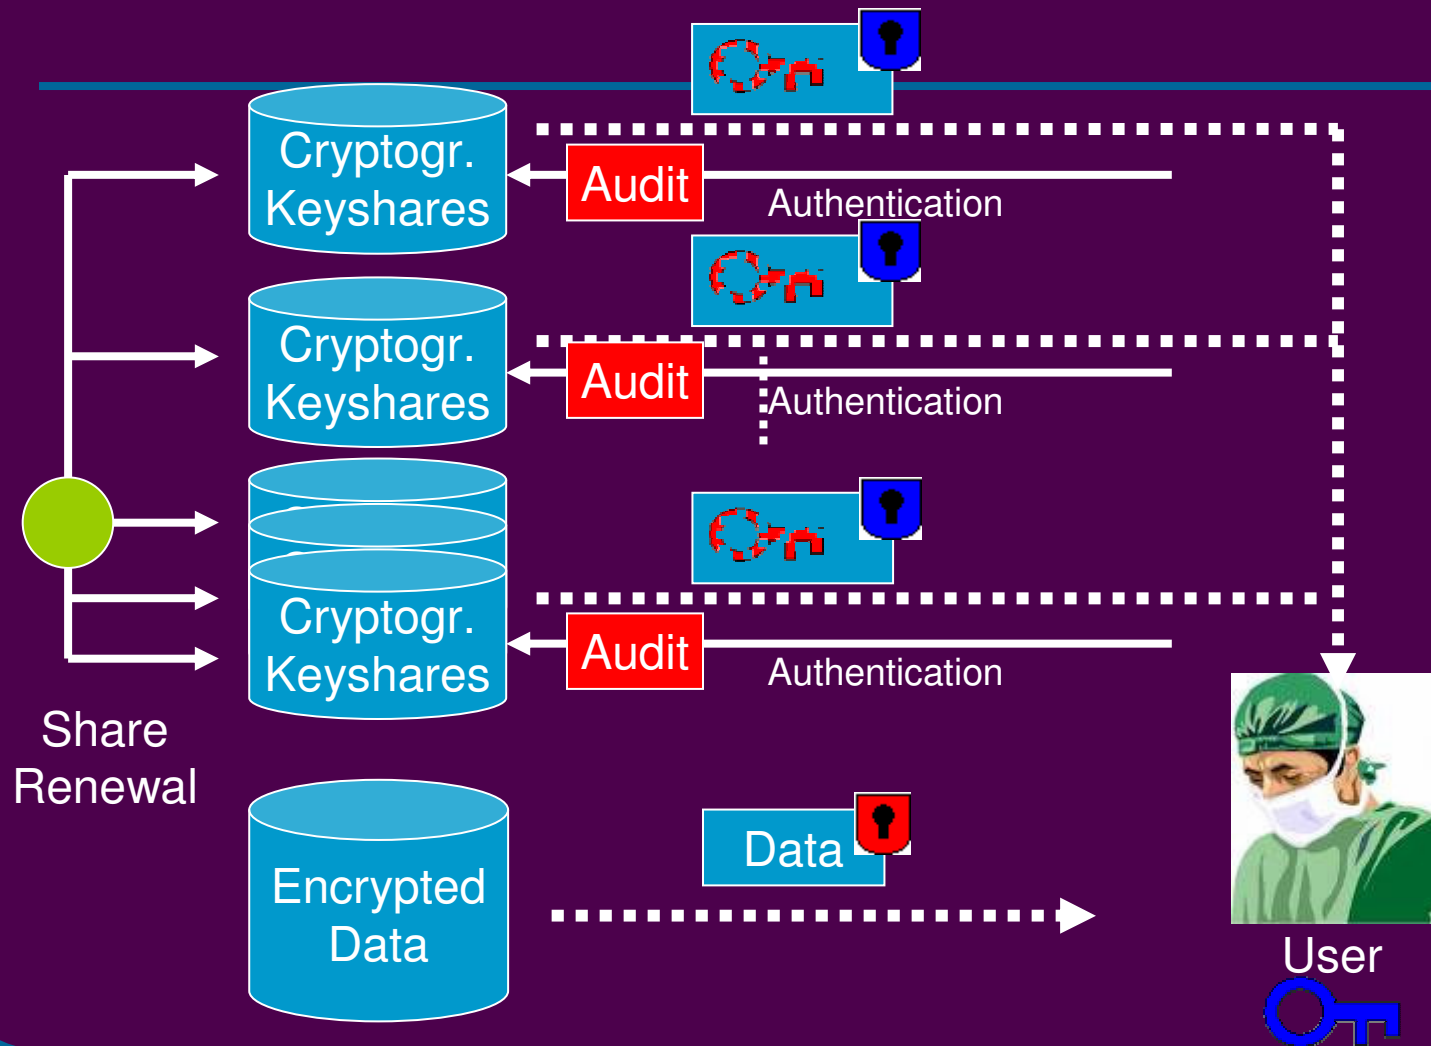 Cryptogr.
Keyshares
Audit
Authentication
Cryptogr.
Keyshares
Audit
Authentication
Cryptogr.
Keyshares
Audit
Authentication
Share
Renewal
Encrypted
Data
Data
User